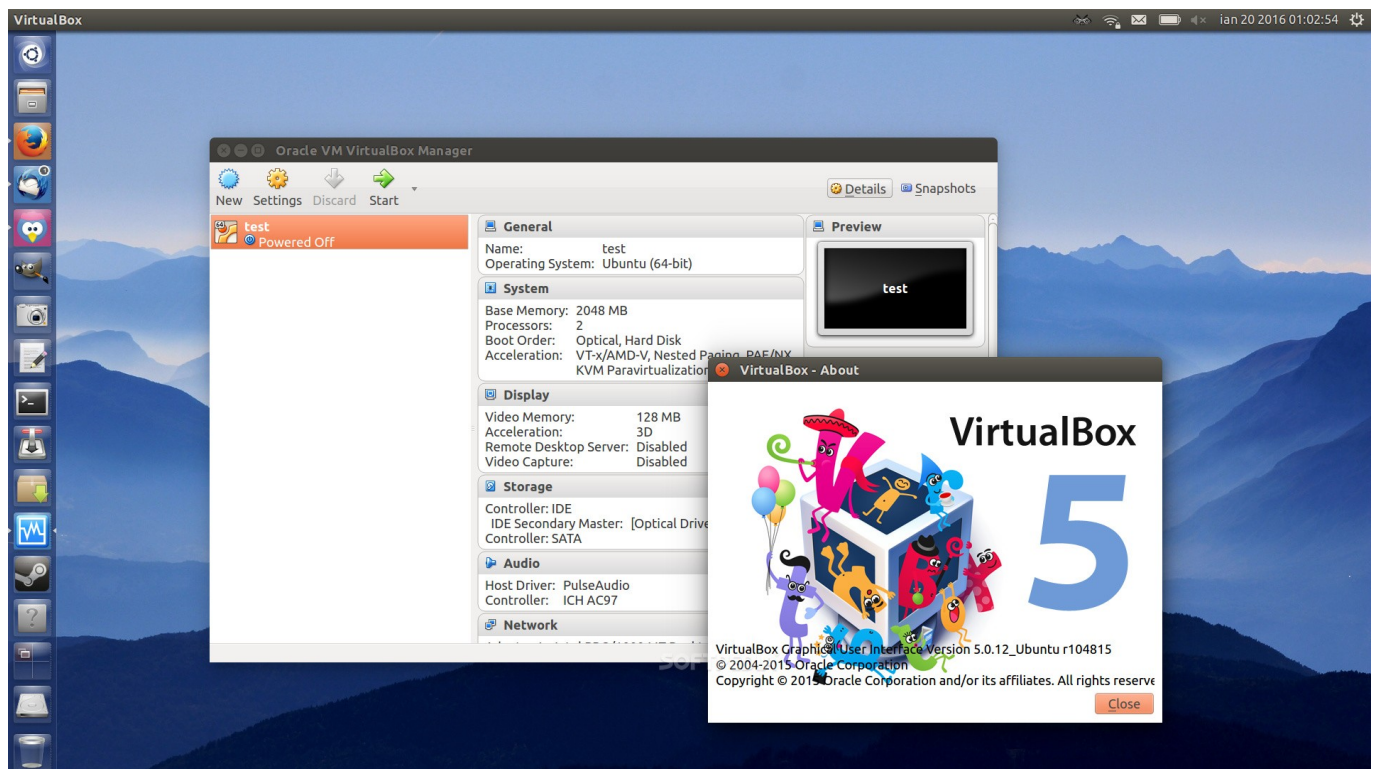 VirtualBox
ian 20 2016 01:02:54
Oracle VM VirtualBox Manager
New Settings Discard Start
Details Snapshots
64
test
Powered Off
General
Name: test
Operating System: Ubuntu (64-bit)
System
Base Memory: 2048 MB
Processors: 2
Boot Order: Optical, Hard Disk
Acceleration: VT-x/AMD-V, Nested Paging, PAE/NX,
KVM Paravirtualization
Display
Video Memory: 128 MB
Acceleration: 3D
Remote Desktop Server: Disabled
Video Capture: Disabled
Storage
Controller: IDE
IDE Secondary Master: [Optical Drive
Controller: SATA
Audio
Host Driver: PulseAudio
Controller: ICH AC97
Network
Preview
test
VirtualBox - About
VirtualBox
5
VirtualBox Graphical User Interface Version 5.0.12_Ubuntu r104815
© 2004-2015 Oracle Corporation
Copyright © 2015 Oracle Corporation and/or its affiliates. All rights reserve
Close
SOF